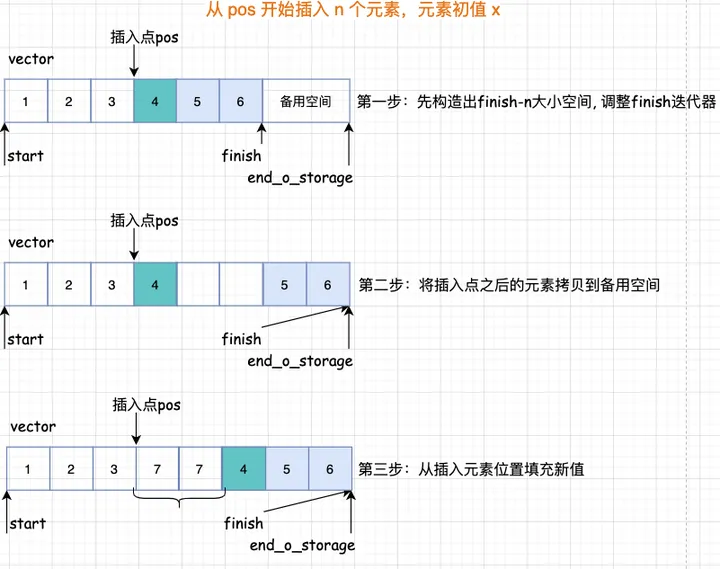 从 pos 开始插入 n 个元素，元素初值 x
插入点pos
vector
1 2 3 4 5 6 备用空间
第一步：先构造出finish-n大小空间, 调整finish迭代器
start
finish
end_o_storage
插入点pos
vector
1 2 3 4 5 6
第二步：将插入点之后的元素拷贝到备用空间
start
finish
end_o_storage
插入点pos
vector
1 2 3 7 7 4 5 6
第三步：从插入元素位置填充新值
start
finish
end_o_storage